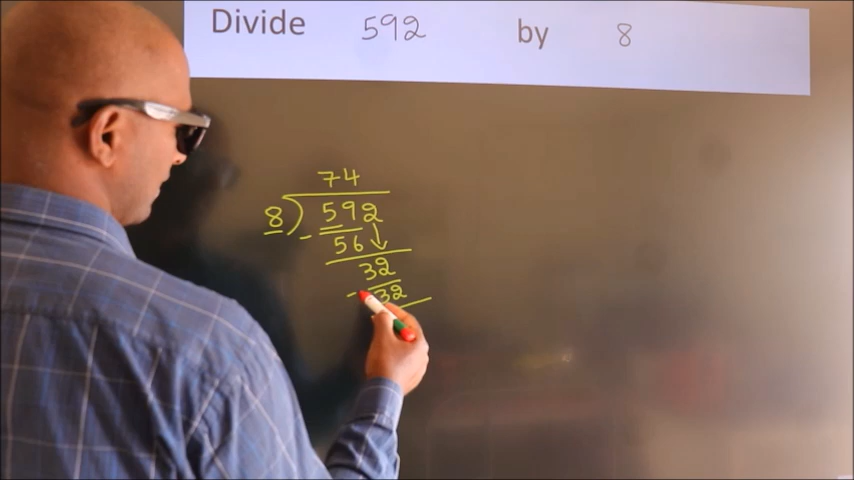 Divide 592 by 8
74
8) 592
- 56 ↓
32
- 32